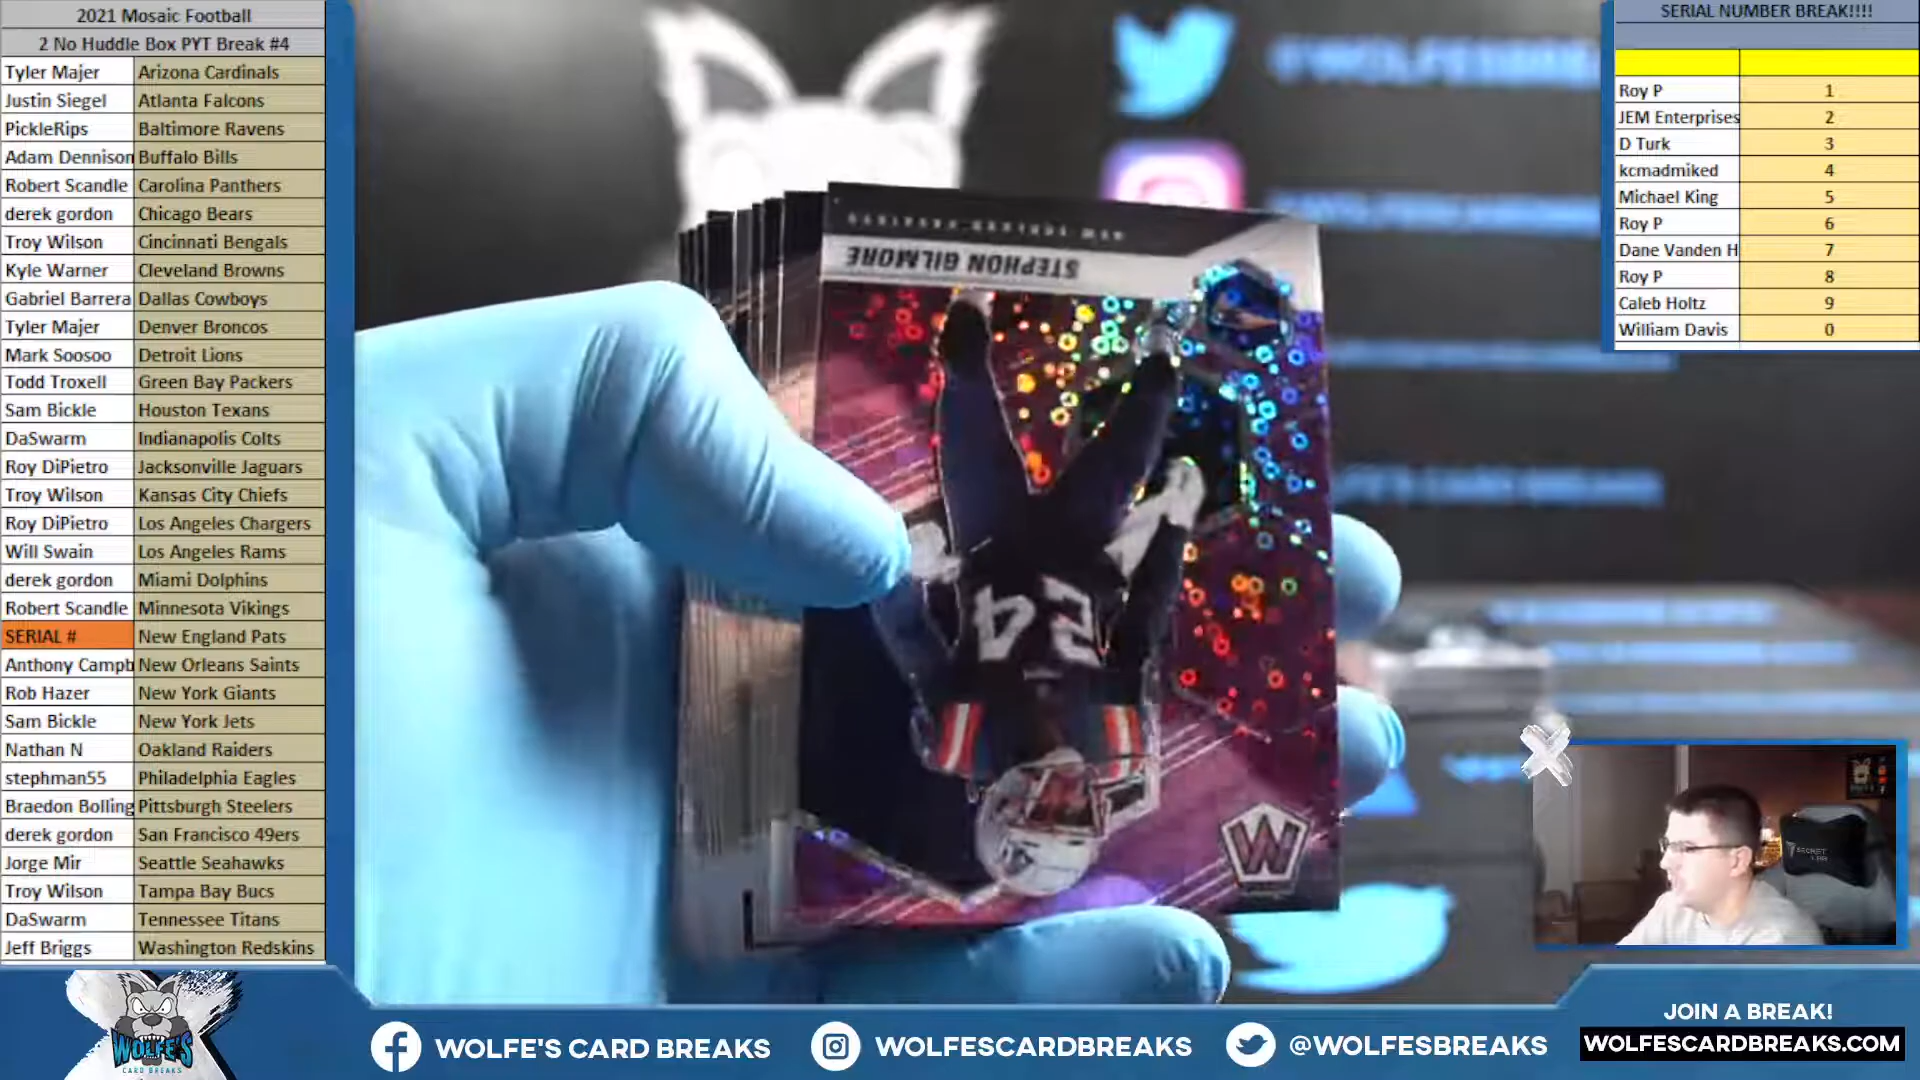 2021 Mosaic Football
2 No Huddle Box PYT Break #4
Tyler Majer Arizona Cardinals
Justin Siegel Atlanta Falcons
PickleRips Baltimore Ravens
Adam Dennison Buffalo Bills
Robert Scandle Carolina Panthers
derek gordon Chicago Bears
Troy Wilson Cincinnati Bengals
Kyle Warner Cleveland Browns
Gabriel Barrera Dallas Cowboys
Tyler Majer Denver Broncos
Mark Soosoo Detroit Lions
Todd Troxell Green Bay Packers
Sam Bickle Houston Texans
DaSwarm Indianapolis Colts
Roy DiPietro Jacksonville Jaguars
Troy Wilson Kansas City Chiefs
Roy DiPietro Los Angeles Chargers
Will Swain Los Angeles Rams
derek gordon Miami Dolphins
Robert Scandle Minnesota Vikings
SERIAL # New England Pats
Anthony Campb New Orleans Saints
Rob Hazer New York Giants
Sam Bickle New York Jets
Nathan N Oakland Raiders
stephman55 Philadelphia Eagles
Braedon Bolling Pittsburgh Steelers
derek gordon San Francisco 49ers
Jorge Mir Seattle Seahawks
Troy Wilson Tampa Bay Bucs
DaSwarm Tennessee Titans
Jeff Briggs Washington Redskins
SERIAL NUMBER BREAK!!!!
Roy P 1
JEM Enterprises 2
D Turk 3
kcmadmiked 4
Michael King 5
Roy P 6
Dane Vanden H 7
Roy P 8
Caleb Holtz 9
William Davis 0
@WOLFESBREA
NEW ENGLAND PATRIOTS
STEPHON GILMORE
24
W
SECRET
WOLFE'S
CARD BREAKS
WOLFE'S CARD BREAKS
WOLFESCARDBREAKS
@WOLFESBREAKS
JOIN A BREAK!
WOLFESCARDBREAKS.COM